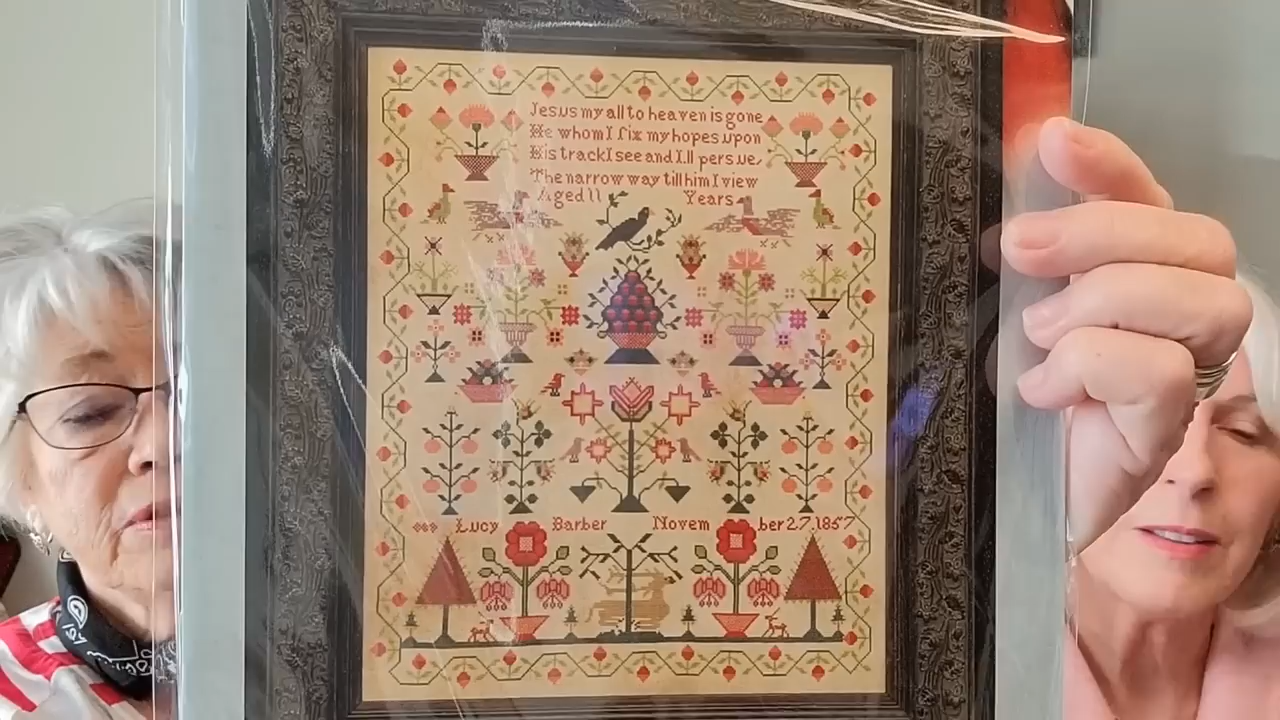 Jesus my all to heaven is gone
He whom I fix my hopes upon
His track I see and I.ll persue.
The narrow way till him I view
Aged 11 Years
Lucy Barber Novem ber 27.1857